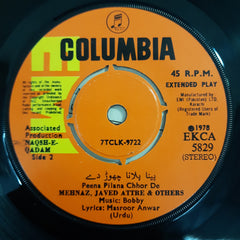 COLUMBIA
45 R.P.M.
EXTENDED PLAY
Manufactured by
EMI (Pakistan) Ltd.
Karachi
(Registered Users of
Trade Mark)
7TCLK-9722
Associated
Production
NAQSH-E-
QADAM
Side 2
℗1978
EKCA
5829
(STEREO)
پینا پلانا چھوڑ دے
Peena Pilana Chhor De
MEHNAZ, JAVED ATTRE & OTHERS
Music: Bobby
Lyrics: Masroor Anwar
(Urdu)